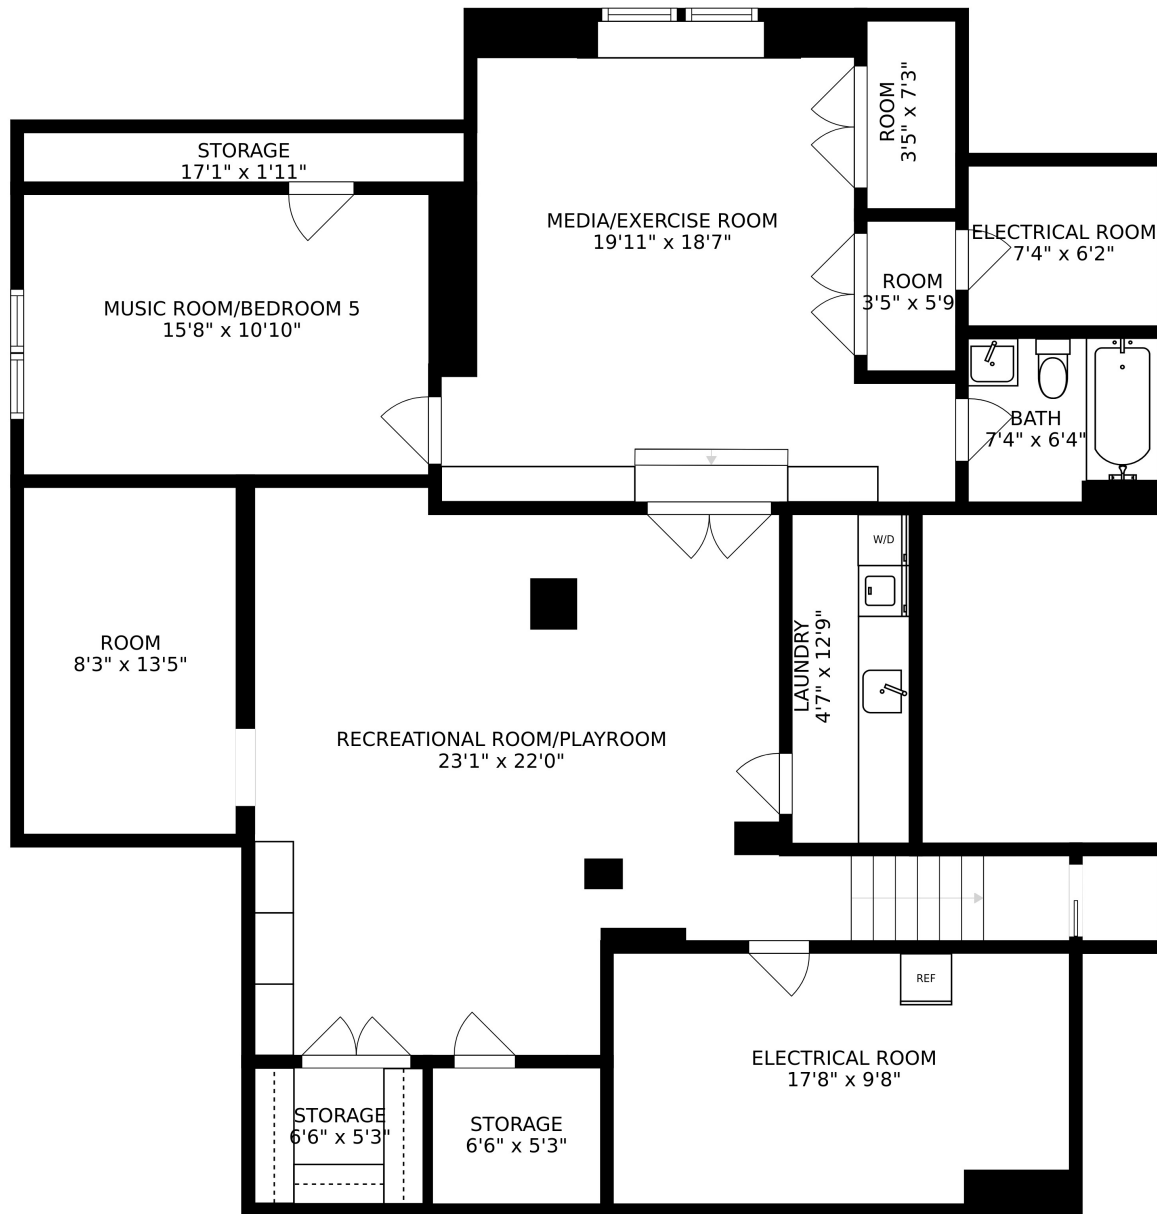 ROOM
3'5" x 7'3"
STORAGE
17'1" x 1'11"
MEDIA/EXERCISE ROOM
19'11" x 18'7"
ELECTRICAL ROOM
7'4" x 6'2"
ROOM
3'5" x 5'9
MUSIC ROOM/BEDROOM 5
15'8" x 10'10"
BATH
7'4" x 6'4"
W/D
LAUNDRY
4'7" x 12'9"
ROOM
8'3" x 13'5"
RECREATIONAL ROOM/PLAYROOM
23'1" x 22'0"
REF
ELECTRICAL ROOM
17'8" x 9'8"
STORAGE
6'6" x 5'3"
STORAGE
6'6" x 5'3"